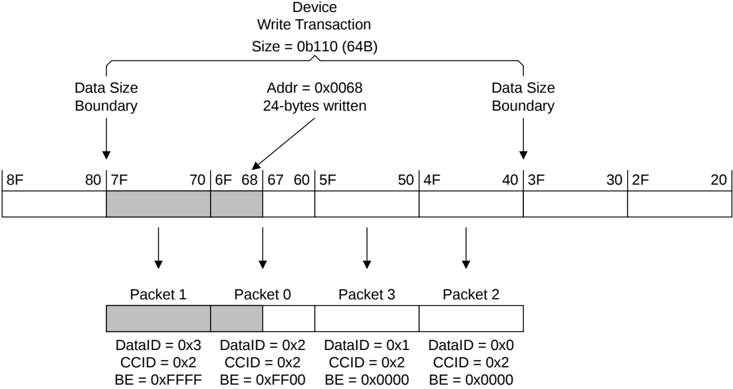 Device
Write Transaction
Size = 0b110 (64B)
Data Size
Boundary
Addr = 0x0068
24-bytes written
Data Size
Boundary
8F 80 7F 70 6F 68 67 60 5F 50 4F 40 3F 30 2F 20
Packet 1 Packet 0 Packet 3 Packet 2
DataID = 0x3 DataID = 0x2 DataID = 0x1 DataID = 0x0
CCID = 0x2 CCID = 0x2 CCID = 0x2 CCID = 0x2
BE = 0xFFFF BE = 0xFF00 BE = 0x0000 BE = 0x0000